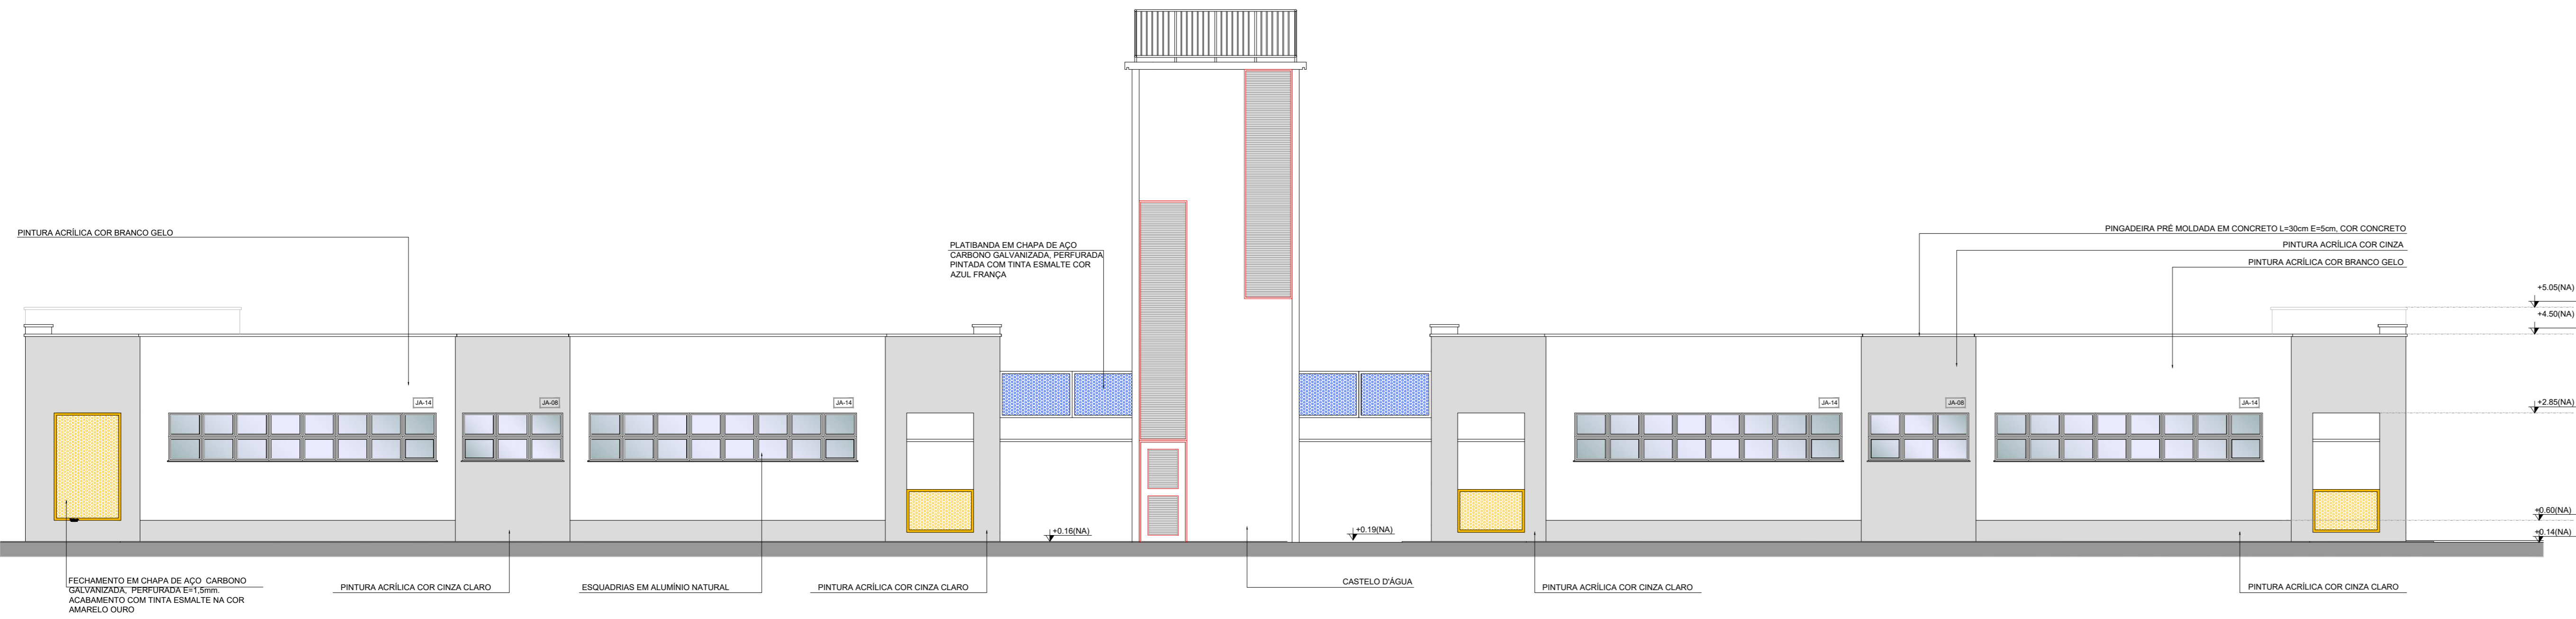 PINTURA ACRÍLICA COR BRANCO GELO
PLATIBANDA EM CHAPA DE AÇO
CARBONO GALVANIZADA, PERFURADA
PINTADA COM TINTA ESMALTE COR
AZUL FRANÇA
PINGADEIRA PRÉ MOLDADA EM CONCRETO L=30cm E=5cm, COR CONCRETO
PINTURA ACRÍLICA COR CINZA
PINTURA ACRÍLICA COR BRANCO GELO
+5.05(NA)
+4.50(NA)
JA-14
JA-08
JA-14
JA-14
JA-08
JA-14
+2.85(NA)
+0.60(NA)
+0.16(NA)
+0.19(NA)
+0.14(NA)
FECHAMENTO EM CHAPA DE AÇO CARBONO
GALVANIZADA, PERFURADA E=1,5mm.
ACABAMENTO COM TINTA ESMALTE NA COR
AMARELO OURO
PINTURA ACRÍLICA COR CINZA CLARO
ESQUADRIAS EM ALUMÍNIO NATURAL
PINTURA ACRÍLICA COR CINZA CLARO
CASTELO D'ÁGUA
PINTURA ACRÍLICA COR CINZA CLARO
PINTURA ACRÍLICA COR CINZA CLARO